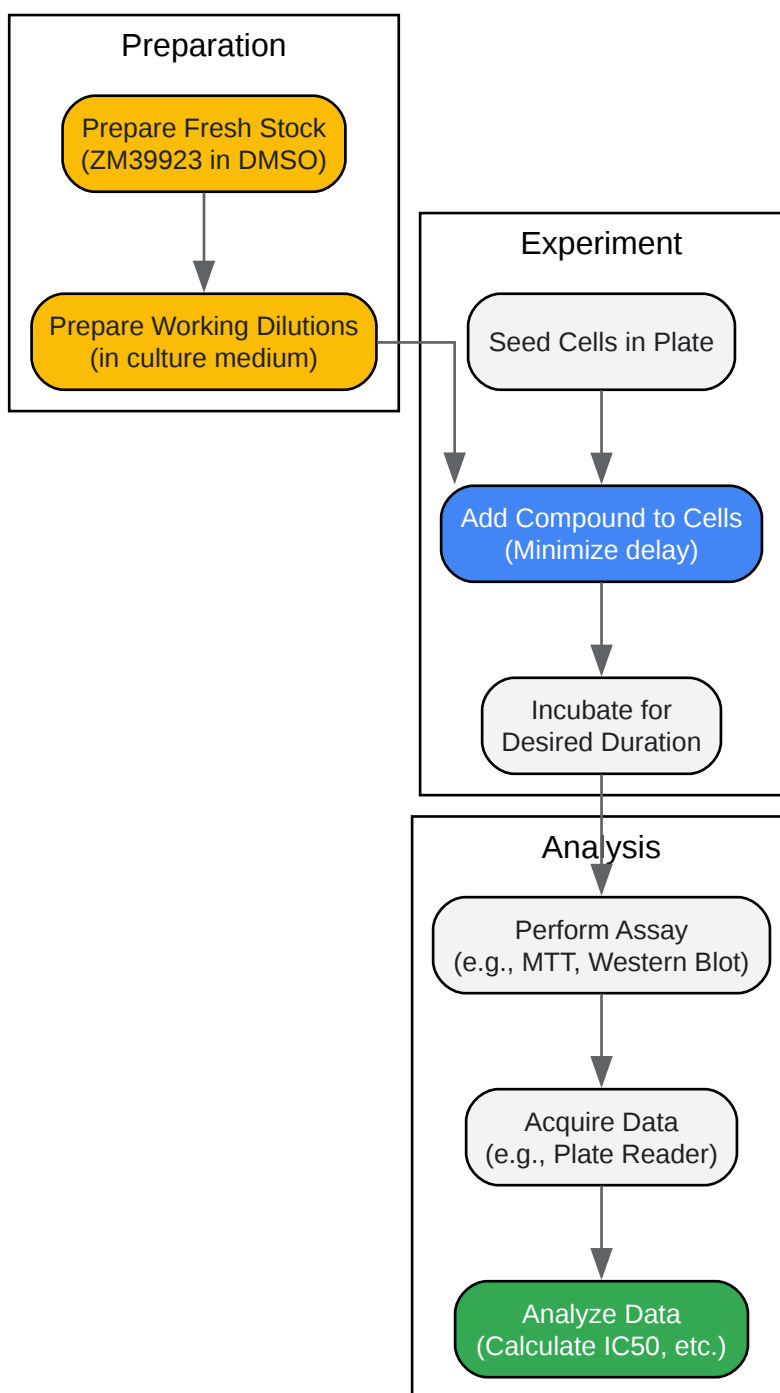 Preparation
Prepare Fresh Stock
(ZM39923 in DMSO)
Prepare Working Dilutions
(in culture medium)
Experiment
Seed Cells in Plate
Add Compound to Cells
(Minimize delay)
Incubate for
Desired Duration
Analysis
Perform Assay
(e.g., MTT, Western Blot)
Acquire Data
(e.g., Plate Reader)
Analyze Data
(Calculate IC50, etc.)